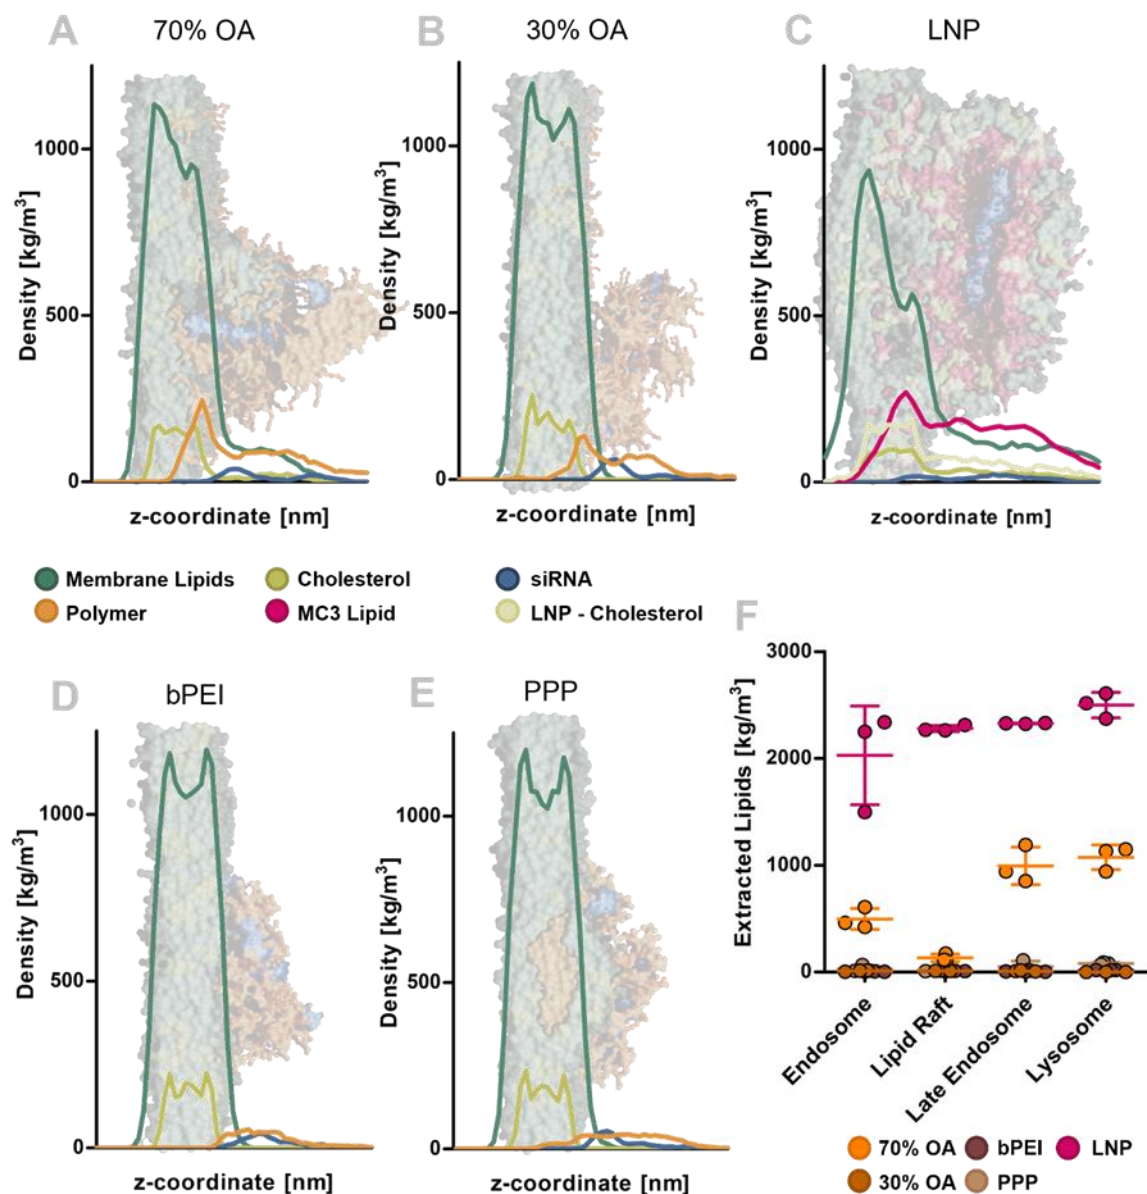 A 70% OA
B 30% OA
C LNP
Density [kg/m³]
1000
500
0
z-coordinate [nm]
Density [kg/m³]
1000
500
0
z-coordinate [nm]
Density [kg/m³]
1000
500
0
z-coordinate [nm]
Membrane Lipids
Cholesterol
siRNA
Polymer
MC3 Lipid
LNP - Cholesterol
D bPEI
E PPP
F
Density [kg/m³]
1000
500
0
z-coordinate [nm]
Density [kg/m³]
1000
500
0
z-coordinate [nm]
Extracted Lipids [kg/m³]
3000
2000
1000
0
Endosome
Lipid Raft
Late Endosome
Lysosome
70% OA
bPEI
LNP
30% OA
PPP